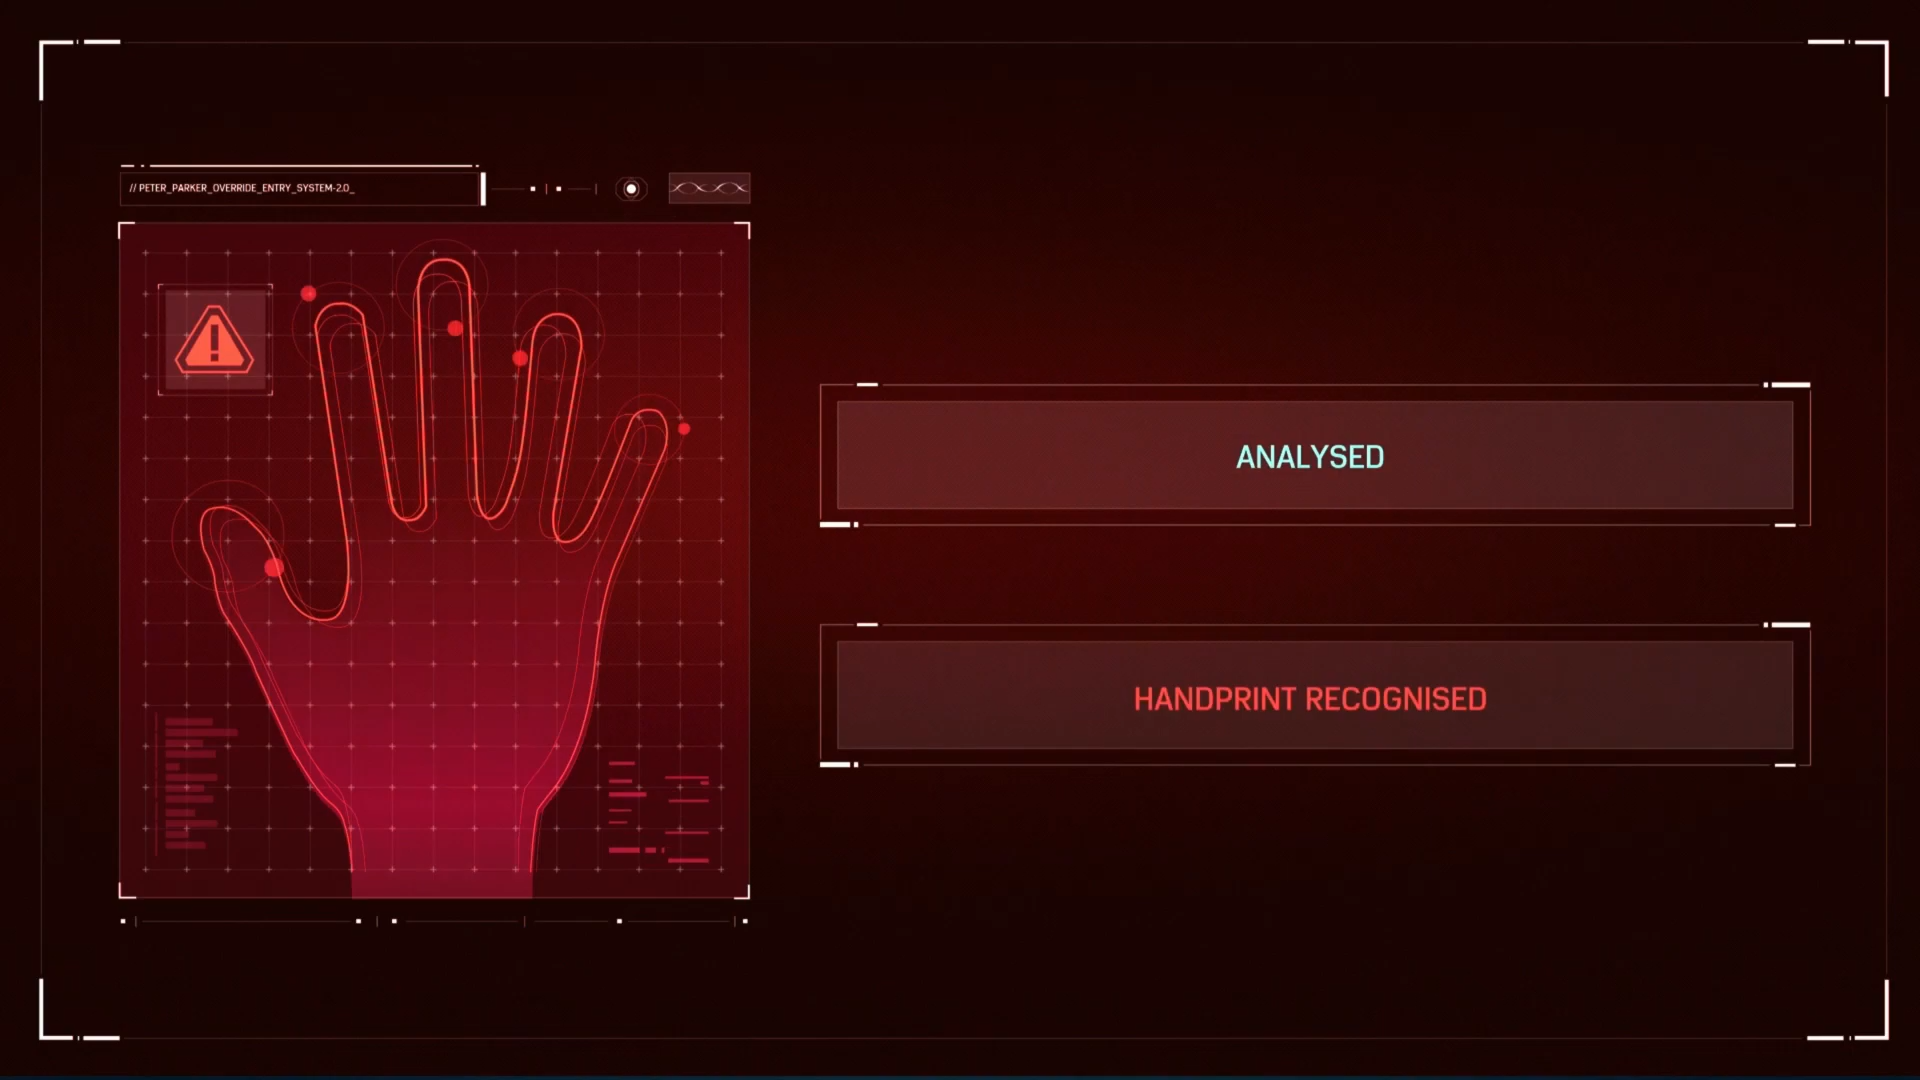 // PETER_PARKER_OVERRIDE_ENTRY_SYSTEM-2.0_
ANALYSED
HANDPRINT RECOGNISED